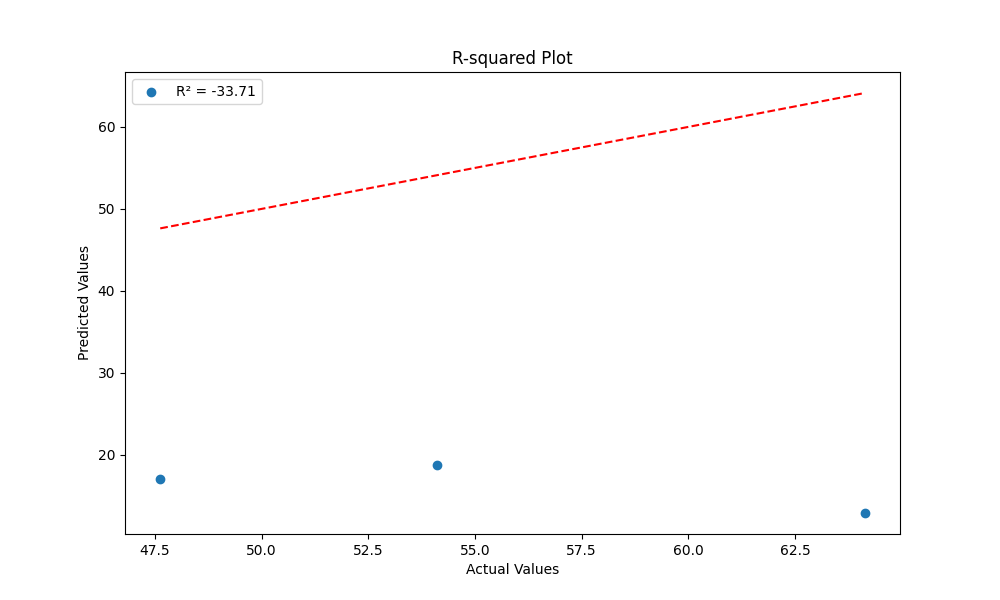 R-squared Plot
R² = -33.71
60
50
40
30
20
Predicted Values
47.5 50.0 52.5 55.0 57.5 60.0 62.5
Actual Values